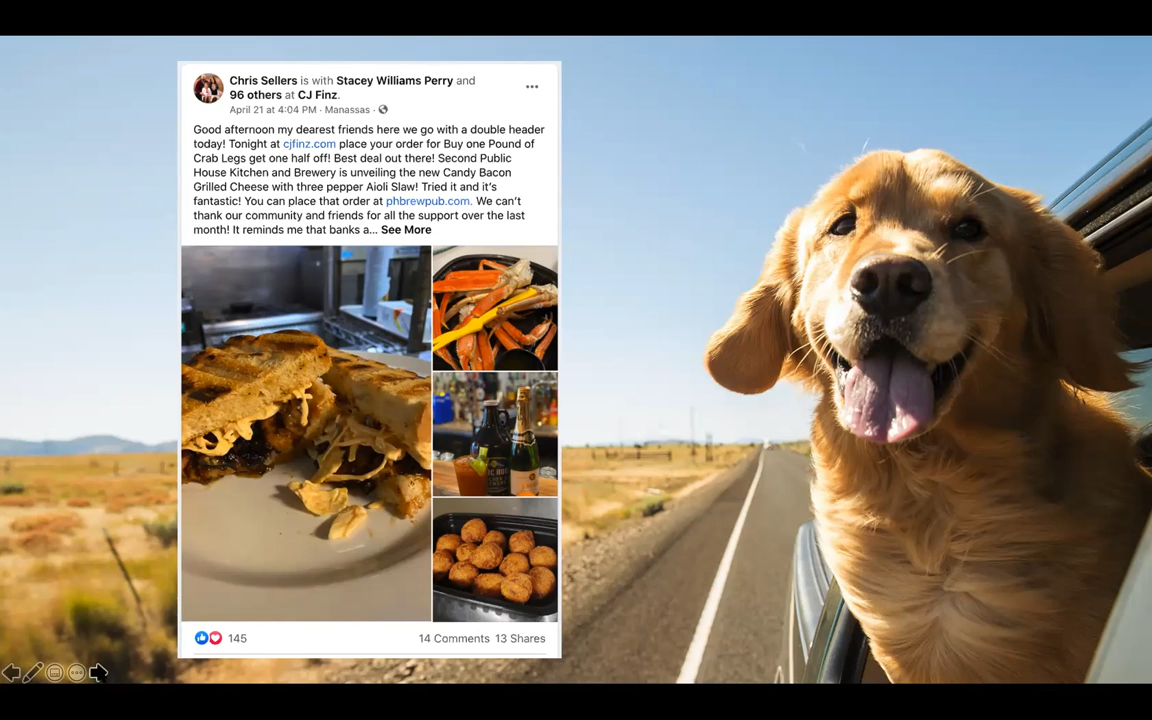 Chris Sellers is with Stacey Williams Perry and
96 others at CJ Finz.
April 21 at 4:04 PM · Manassas ·
Good afternoon my dearest friends here we go with a double header
today! Tonight at cjfinz.com place your order for Buy one Pound of
Crab Legs get one half off! Best deal out there! Second Public
House Kitchen and Brewery is unveiling the new Candy Bacon
Grilled Cheese with three pepper Aioli Slaw! Tried it and it's
fantastic! You can place that order at phbrewpub.com. We can't
thank our community and friends for all the support over the last
month! It reminds me that banks a... See More
145
14 Comments 13 Shares